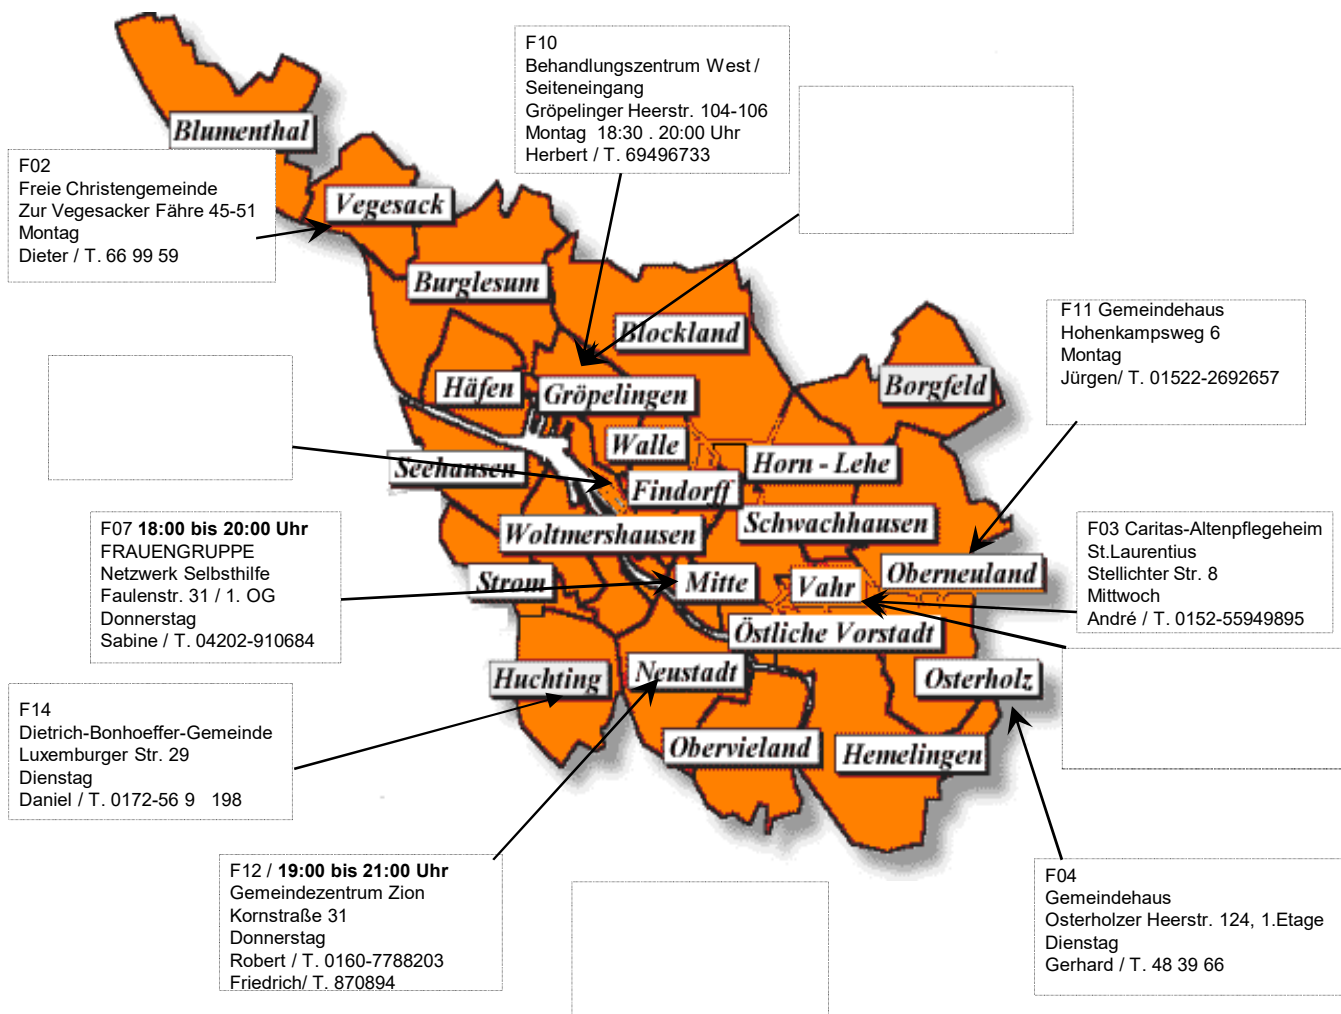 F10
Behandlungszentrum West /
Seiteneingang
Gröpelinger Heerstr. 104-106
Montag 18:30 . 20:00 Uhr
Herbert / T. 69496733
Blumenthal
F02
Freie Christengemeinde
Zur Vegesacker Fähre 45-51
Montag
Dieter / T. 66 99 59
Vegesack
Burglesum
Blockland
F11 Gemeindehaus
Hohenkampsweg 6
Montag
Jürgen/ T. 01522-2692657
Häfen
Gröpelingen
Borgfeld
Walle
Horn - Lehe
Seehausen
Findorff
Schwachhausen
Woltmershausen
F07 18:00 bis 20:00 Uhr
FRAUENGRUPPE
Netzwerk Selbsthilfe
Faulenstr. 31 / 1. OG
Donnerstag
Sabine / T. 04202-910684
F03 Caritas-Altenpflegeheim
St.Laurentius
Stellichter Str. 8
Mittwoch
André / T. 0152-55949895
Strom
Mitte
Vahr
Oberneuland
Östliche Vorstadt
Huchting
Neustadt
Osterholz
F14
Dietrich-Bonhoeffer-Gemeinde
Luxemburger Str. 29
Dienstag
Daniel / T. 0172-56 9 198
Obervieland
Hemelingen
F12 / 19:00 bis 21:00 Uhr
Gemeindezentrum Zion
Kornstraße 31
Donnerstag
Robert / T. 0160-7788203
Friedrich/ T. 870894
F04
Gemeindehaus
Osterholzer Heerstr. 124, 1.Etage
Dienstag
Gerhard / T. 48 39 66